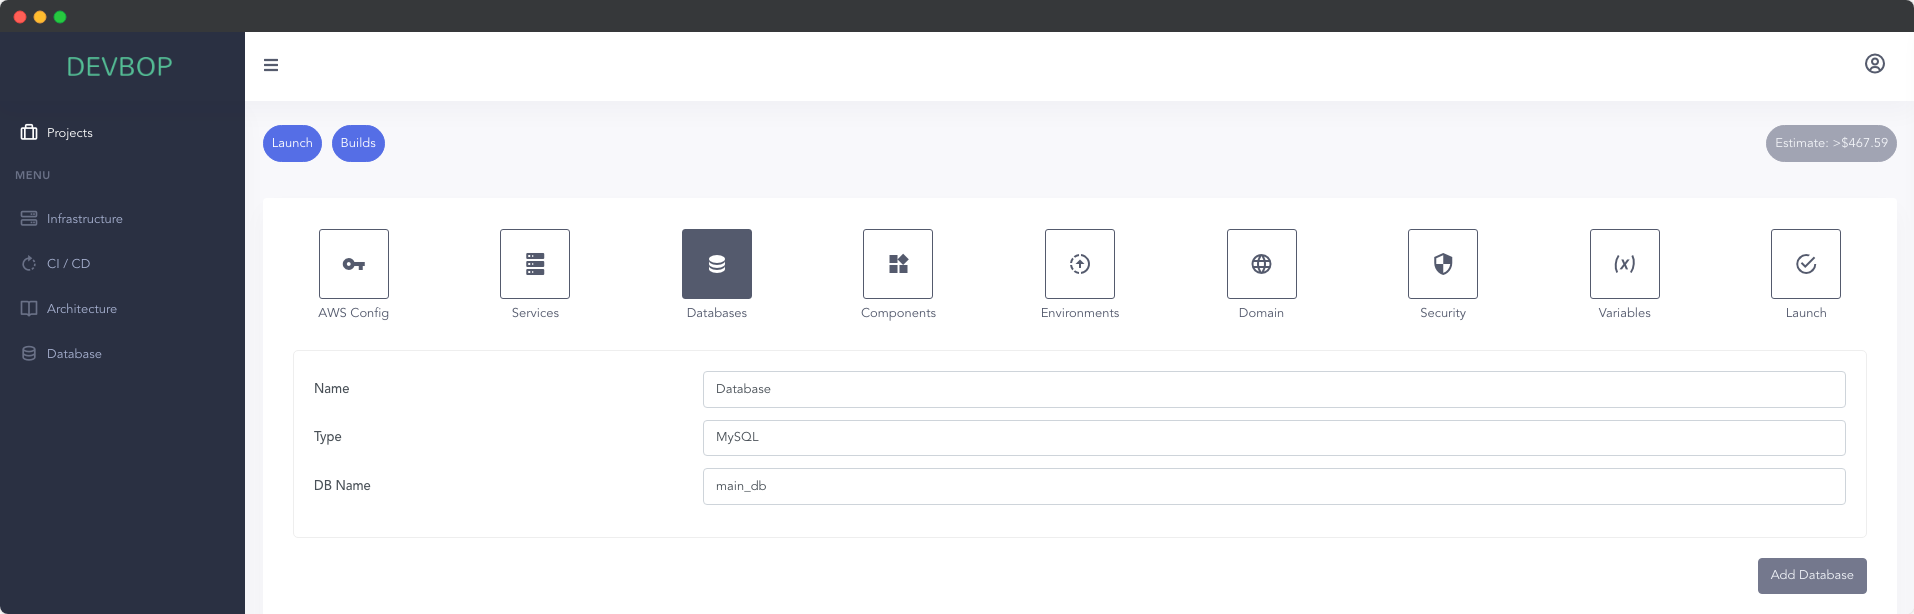 DEVBOP
Projects
MENU
Infrastructure
CI / CD
Architecture
Database
Launch Builds Estimate: >$467.59
AWS Config Services Databases Components Environments Domain Security (x) Variables Launch
Name Database
Type MySQL
DB Name main_db
Add Database